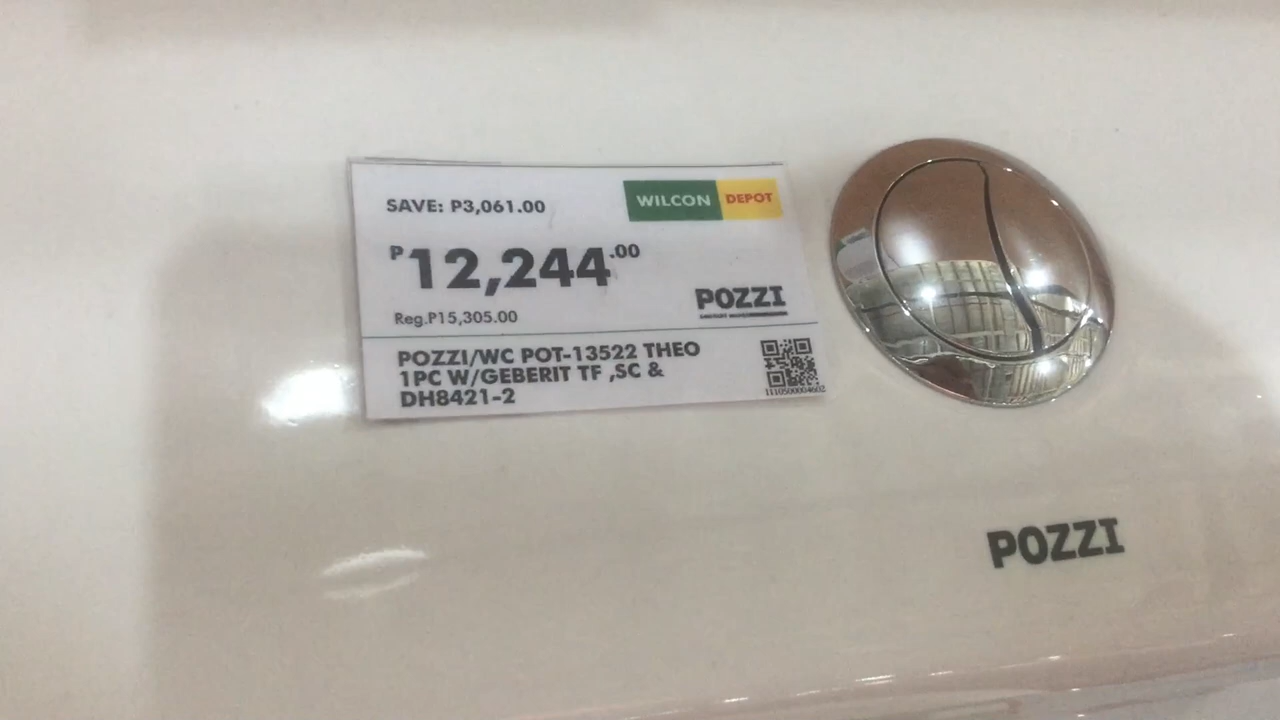 SAVE: P3,061.00
WILCON DEPOT
P12,244.00
POZZI
Reg.P15,305.00
POZZI/WC POT-13522 THEO
1PC W/GEBERIT TF ,SC &
DH8421-2
POZZI